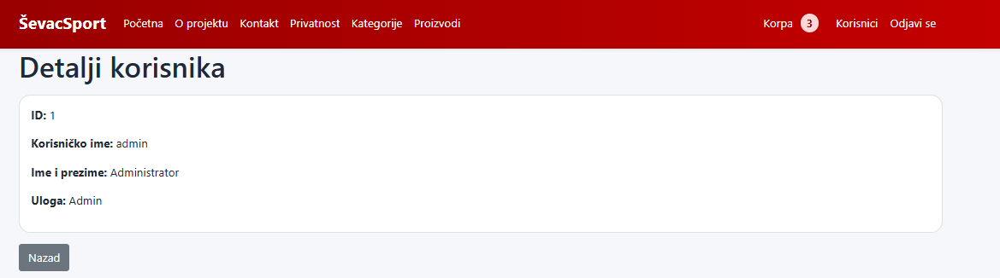 ŠevacSport Početna O projektu Kontakt Privatnost Kategorije Proizvodi Korpa 3 Korisnici Odjavi se
Detalji korisnika
ID: 1
Korisničko ime: admin
Ime i prezime: Administrator
Uloga: Admin
Nazad